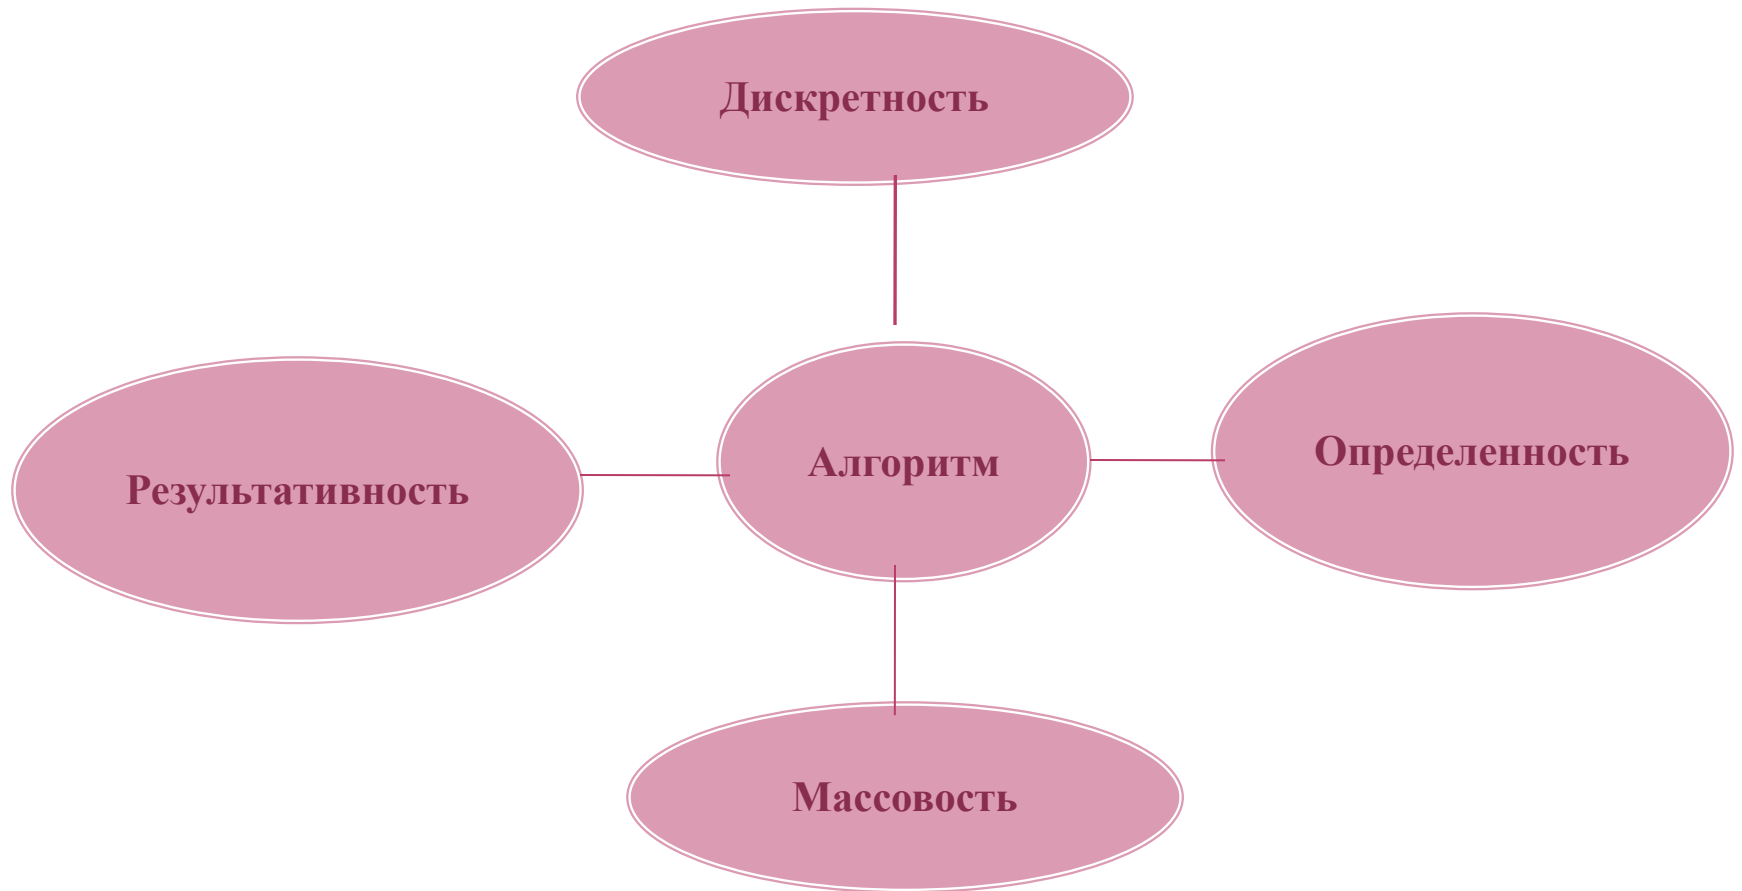 Дискретность
Определенность
Алгоритм
Результативность
Массовость